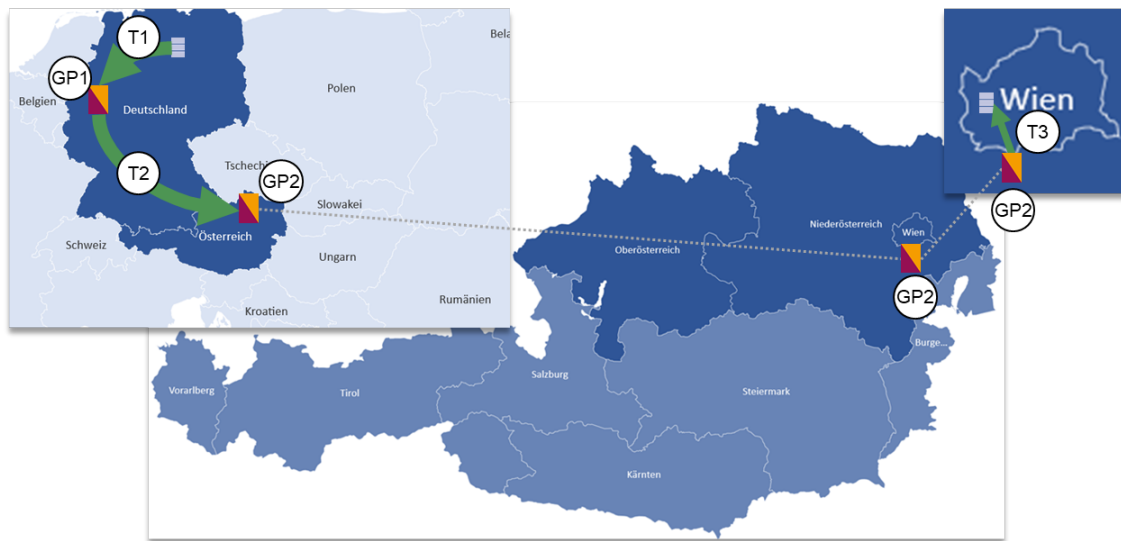 T1
Bela
GP1
Polen
Belgien
Deutschland
Tschechi
T2
GP2
Slowakei
Österreich
Schweiz
Ungarn
Rumänien
Kroatien
Wien
T3
GP2
Niederösterreich
Wien
Oberösterreich
GP2
Burge...
Salzburg
Vorarlberg
Tirol
Steiermark
Kärnten